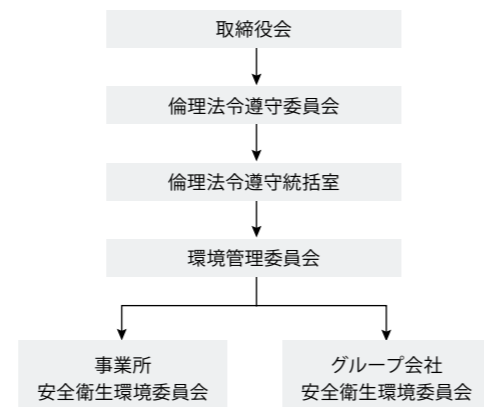 取締役会
倫理法令遵守委員会
倫理法令遵守統括室
環境管理委員会
事業所
安全衛生環境委員会
グループ会社
安全衛生環境委員会